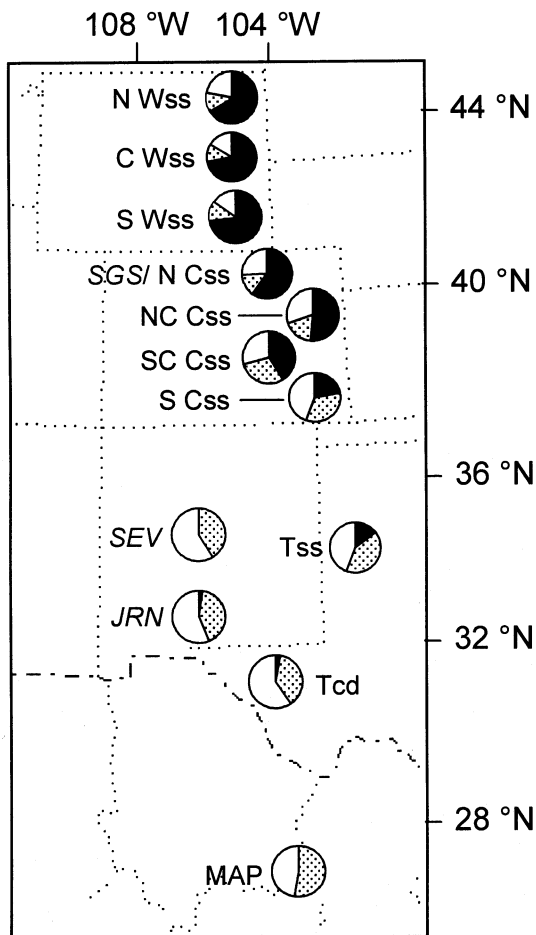 108 °W 104 °W
N Wss 44 °N
C Wss
S Wss
SGS/ N Css 40 °N
NC Css
SC Css
S Css
36 °N
SEV Tss
JRN 32 °N
Tcd
28 °N
MAP